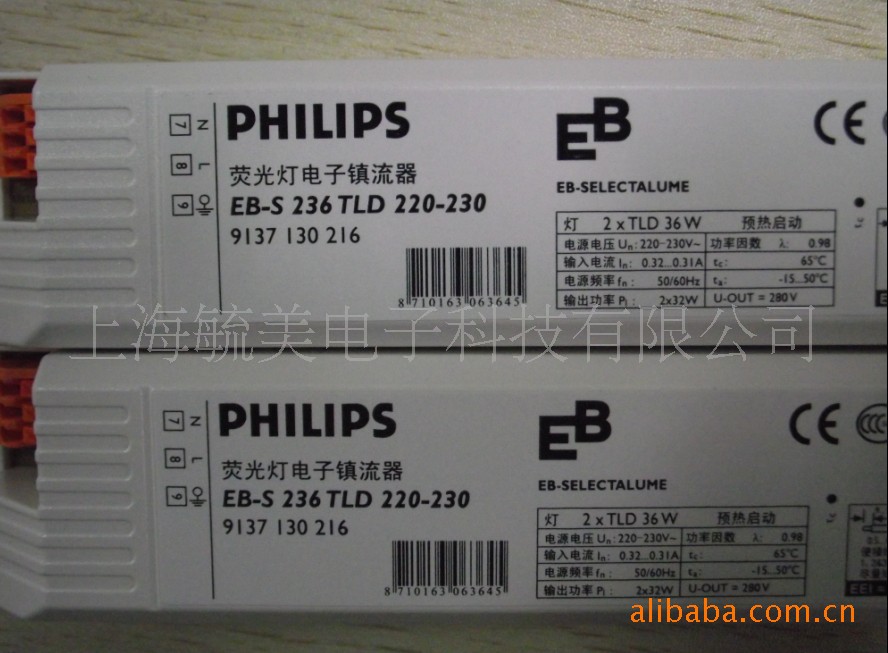 7 N
8 L
9
PHILIPS
荧光灯电子镇流器
EB-S 236 TLD 220-230
9137 130 216
8 710163 063645
EB
EB-SELECTALUME
灯 2 x TLD 36 W 预热启动
电源电压 Un: 220-230V~ 功率因数 λ: 0.98
输入电流 In: 0.32...0.31A tc: 65°C
电源频率 fn: 50/60Hz ta: -15...50°C
输出功率 Pl: 2x32W U-OUT = 280V
CE
tc
上海毓美电子科技有限公司
7 N
8 L
9
PHILIPS
荧光灯电子镇流器
EB-S 236 TLD 220-230
9137 130 216
8 710163 063645
EB
EB-SELECTALUME
灯 2 x TLD 36 W 预热启动
电源电压 Un: 220-230V~ 功率因数 λ: 0.98
输入电流 In: 0.32...0.31A tc: 65°C
电源频率 fn: 50/60Hz ta: -15...50°C
输出功率 Pl: 2x32W U-OUT = 280V
CE CCC
tc
EEI
alibaba.com.cn